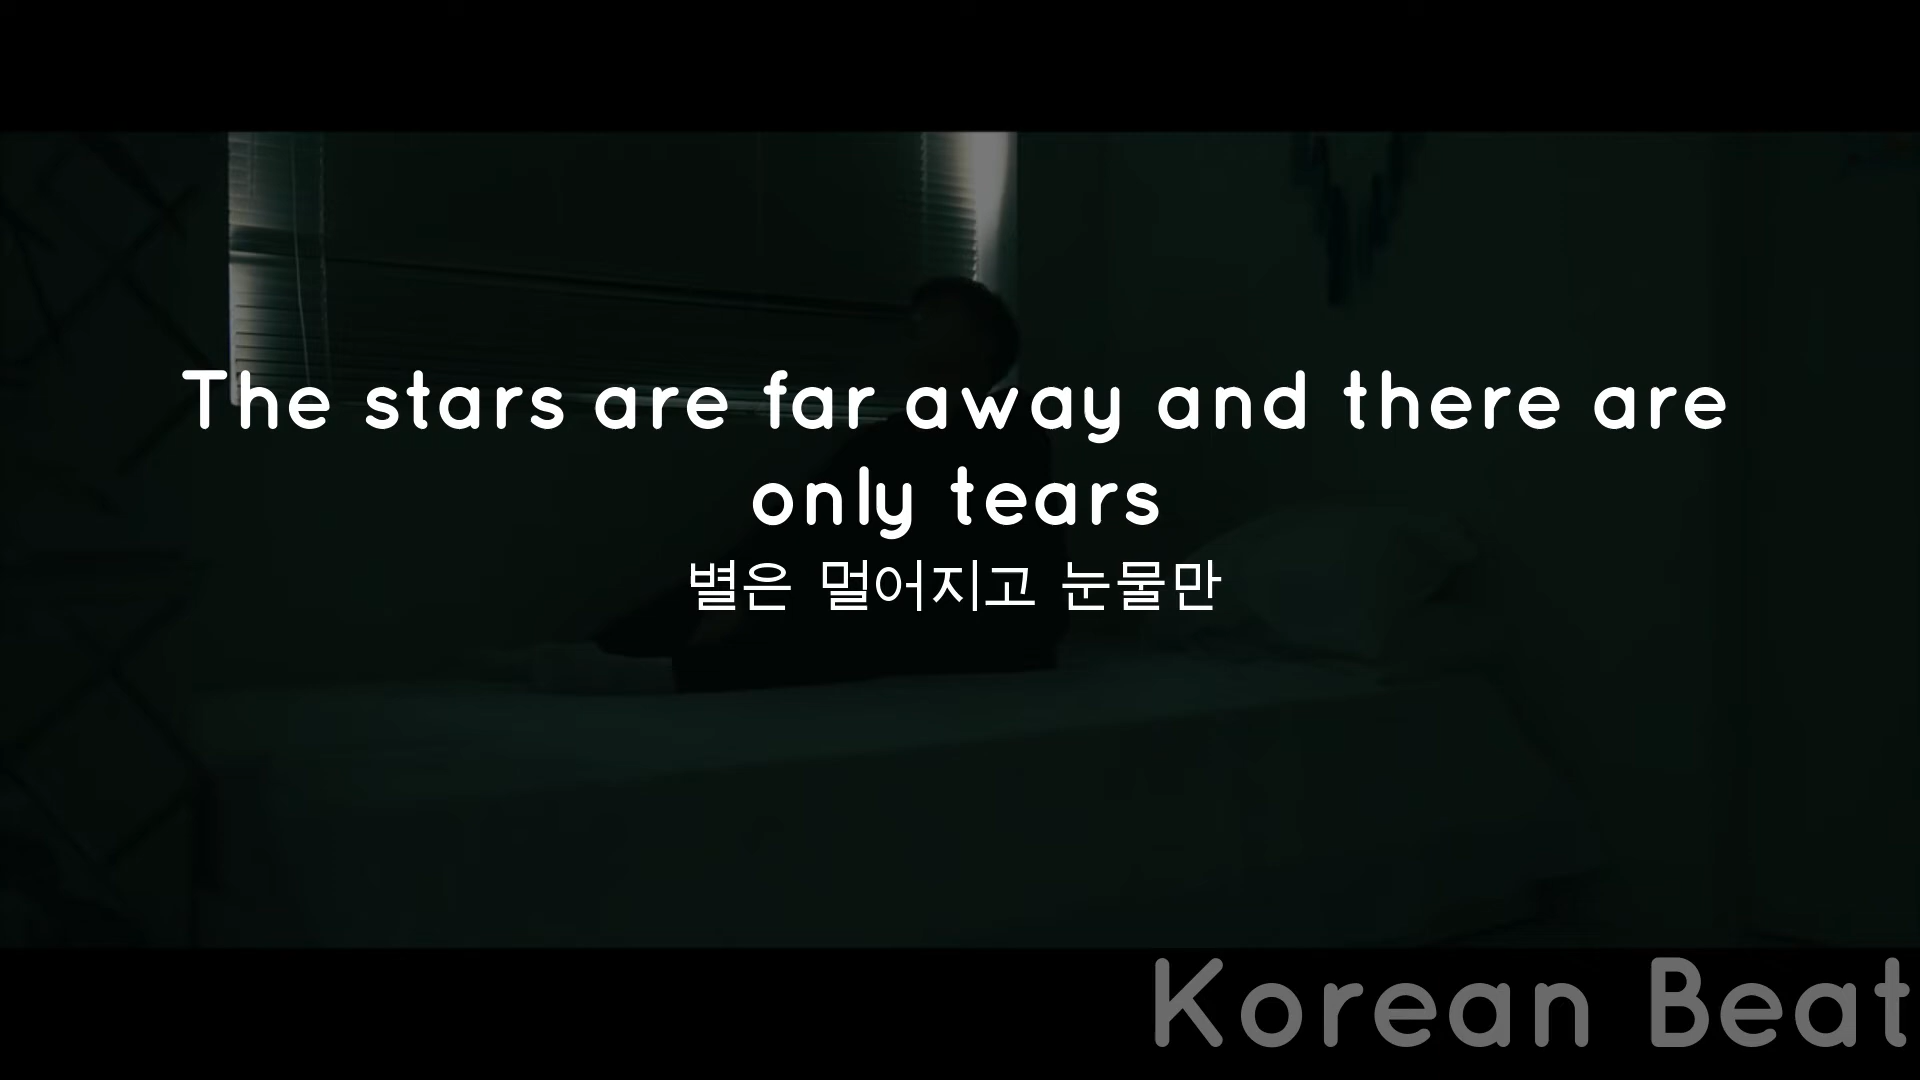 The stars are far away and there are
only tears
별은 멀어지고 눈물만
Korean Beat